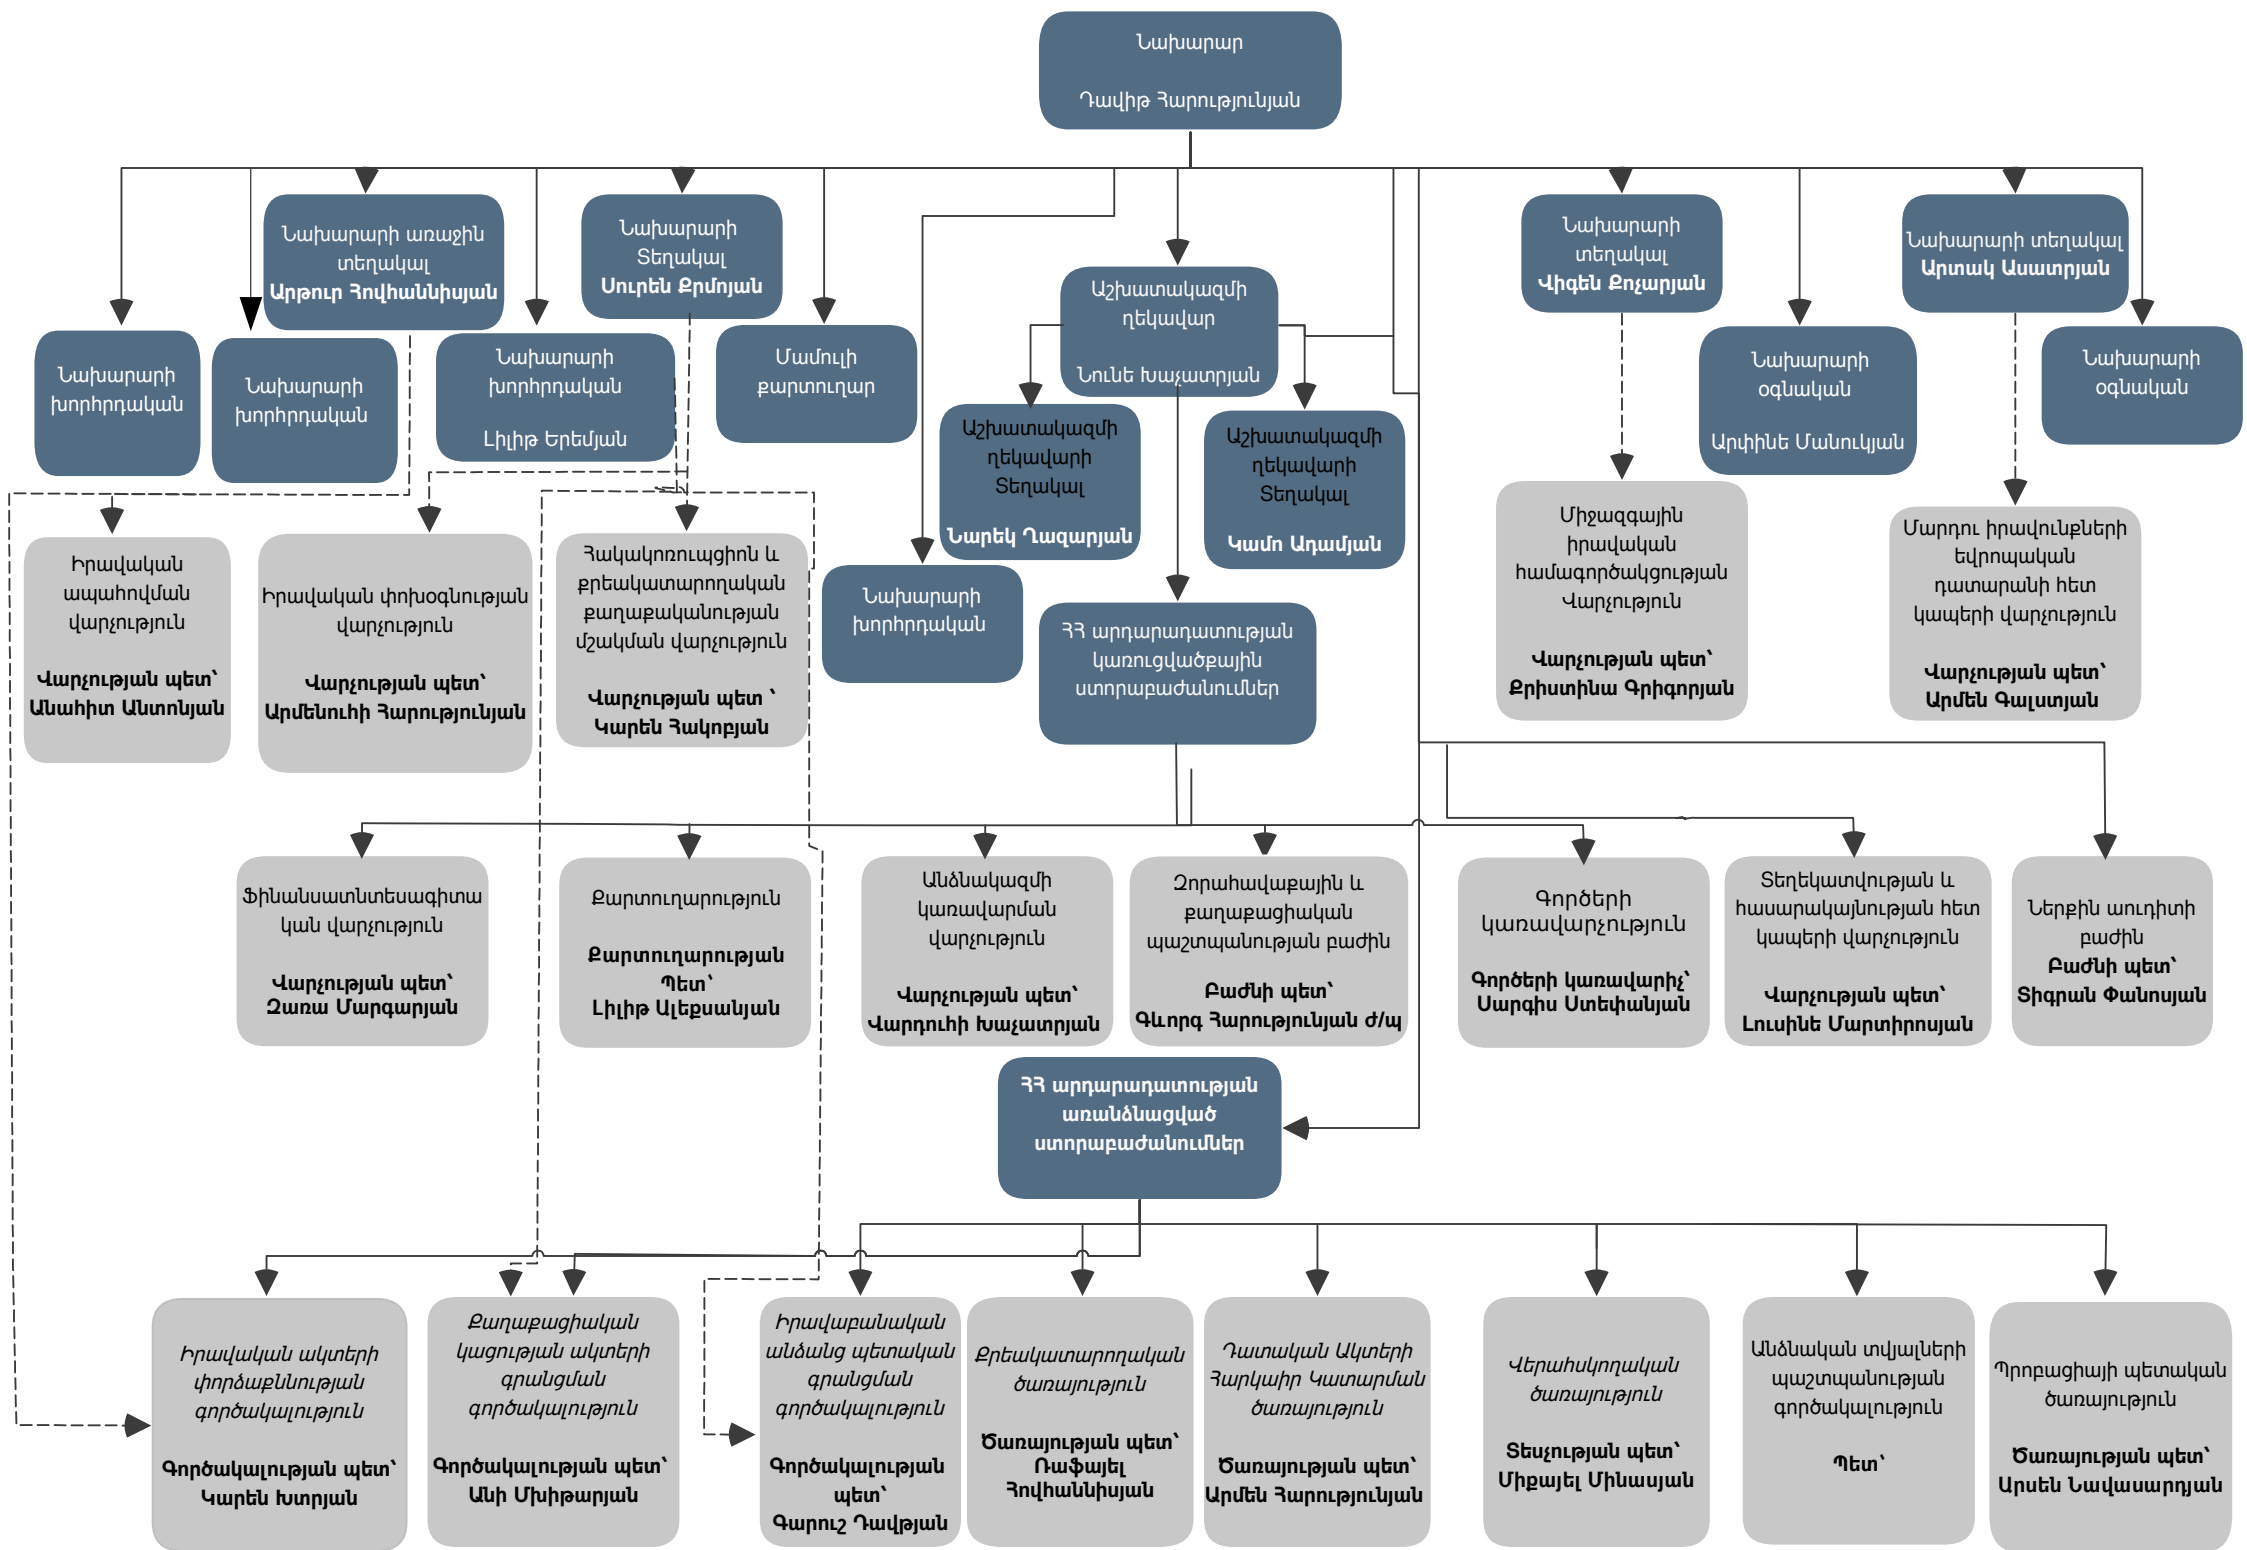 Նախարար
Դավիթ Հարությունյան
Նախարարի
խորհրդական
Նախարարի
խորհրդական
Նախարարի առաջին
տեղակալ
Արթուր Հովհաննիսյան
Նախարարի
խորհրդական
Լիլիթ Երեմյան
Նախարարի
Տեղակալ
Սուրեն Քրմոյան
Մամուլի
քարտուղար
Նախարարի
խորհրդական
Աշխատակազմի
ղեկավար
Նունե Խաչատրյան
Աշխատակազմի
ղեկավարի
Տեղակալ
Նարեկ Ղազարյան
Աշխատակազմի
ղեկավարի
Տեղակալ
Կամո Ադամյան
Նախարարի
տեղակալ
Վիգեն Քոչարյան
Նախարարի
օգնական
Արփինե Մանուկյան
Նախարարի տեղակալ
Արտակ Ասատրյան
Նախարարի
օգնական
Իրավական
ապահովման
վարչություն
Վարչության պետ՝
Անահիտ Անտոնյան
Իրավական փոխօգնության
վարչություն
Վարչության պետ՝
Արմենուհի Հարությունյան
Հակակոռուպցիոն և
քրեակատարողական
քաղաքականության
մշակման վարչություն
Վարչության պետ ՝
Կարեն Հակոբյան
ՀՀ արդարադատության
կառուցվածքային
ստորաբաժանումներ
Միջազգային
իրավական
համագործակցության
Վարչություն
Վարչության պետ՝
Քրիստինա Գրիգորյան
Մարդու իրավունքների
եվրոպական
դատարանի հետ
կապերի վարչություն
Վարչության պետ՝
Արմեն Գալստյան
Ֆինանսատնտեսագիտա
կան վարչություն
Վարչության պետ՝
Զառա Մարգարյան
Քարտուղարություն
Քարտուղարության
Պետ՝
Լիլիթ Ալեքսանյան
Անձնակազմի
կառավարման
վարչություն
Վարչության պետ՝
Վարդուհի Խաչատրյան
Զորահավաքային և
քաղաքացիական
պաշտպանության բաժին
Բաժնի պետ՝
Գևորգ Հարությունյան ժ/պ
Գործերի
կառավարչություն
Գործերի կառավարիչ՝
Սարգիս Ստեփանյան
Տեղեկատվության և
հասարակայնության հետ
կապերի վարչություն
Վարչության պետ՝
Լուսինե Մարտիրոսյան
Ներքին աուդիտի
բաժին
Բաժնի պետ՝
Տիգրան Փանոսյան
ՀՀ արդարադատության
առանձնացված
ստորաբաժանումներ
Իրավական ակտերի
փորձաքննության
գործակալություն
Գործակալության պետ՝
Կարեն Խտրյան
Քաղաքացիական
կացության ակտերի
գրանցման
գործակալություն
Գործակալության պետ՝
Անի Մխիթարյան
Իրավաբանական
անձանց պետական
գրանցման
գործակալություն
Գործակալության
պետ՝
Գարուշ Դավթյան
Քրեակատարողական
ծառայություն
Ծառայության պետ՝
Ռաֆայել
Հովհաննիսյան
Դատական Ակտերի
Հարկաիր Կատարման
ծառայություն
Ծառայության պետ՝
Արմեն Հարությունյան
Վերահսկողական
ծառայություն
Տեսչության պետ՝
Միքայել Մինասյան
Անձնական տվյալների
պաշտպանության
գործակալություն
Պետ՝
Պրոբացիայի պետական
ծառայություն
Ծառայության պետ՝
Արսեն Նավասարդյան